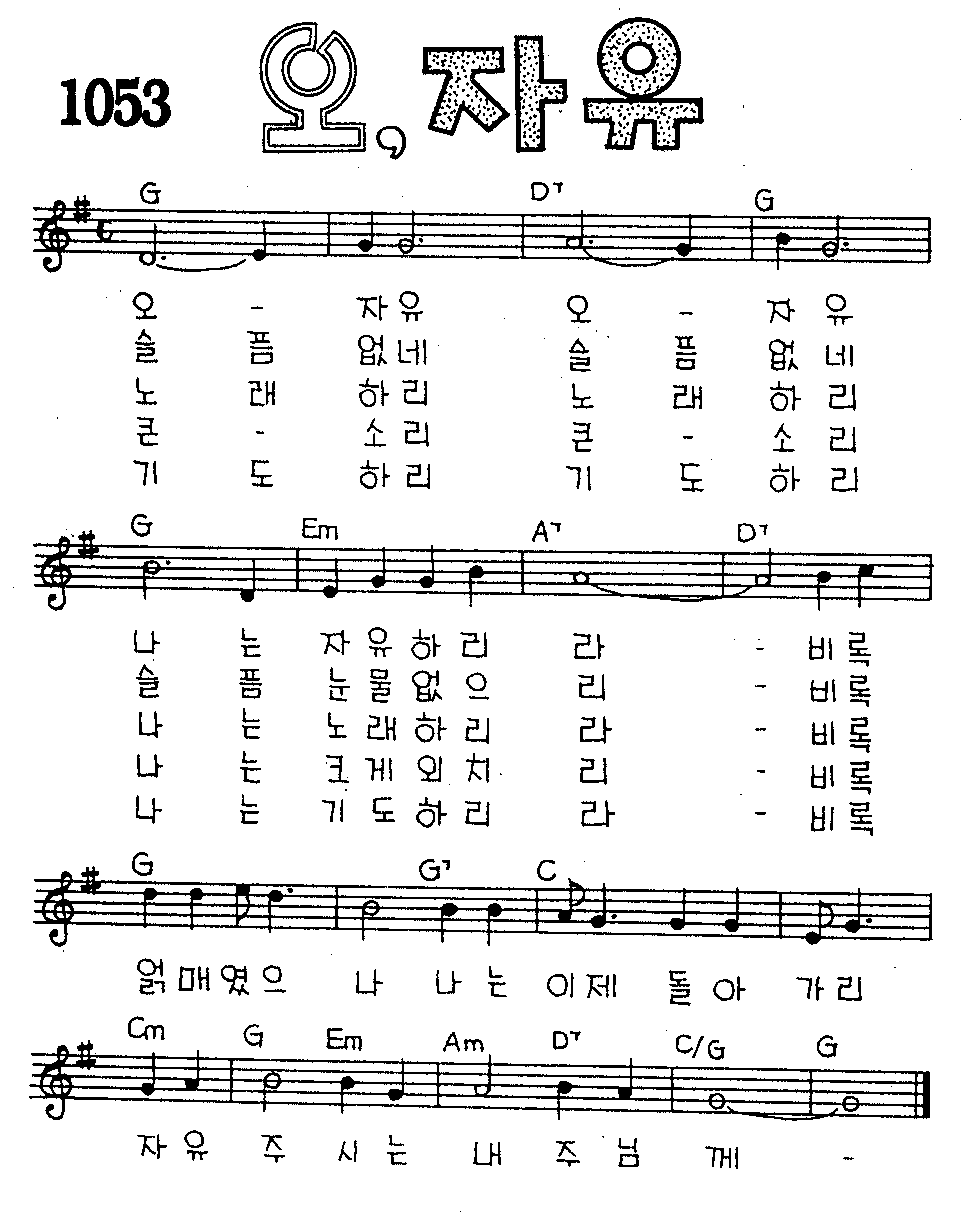 1053 오, 자유
G D7 G
오 - 자유 오 - 자유
슬 픔 없네 슬 픔 없네
노 래 하리 노 래 하리
큰 - 소리 큰 - 소리
기 도 하리 기 도 하리
G Em A7 D7
나 는 자유하리 라 - 비록
슬 픔 눈물없으 리 - 비록
나 는 노래하리 라 - 비록
나 는 크게외치 리 - 비록
나 는 기도하리 라 - 비록
G G7 C
얽매였으 나 나는 이제 돌아 가리
Cm G Em Am D7 C/G G
자유 주 시는 내 주님 께 -